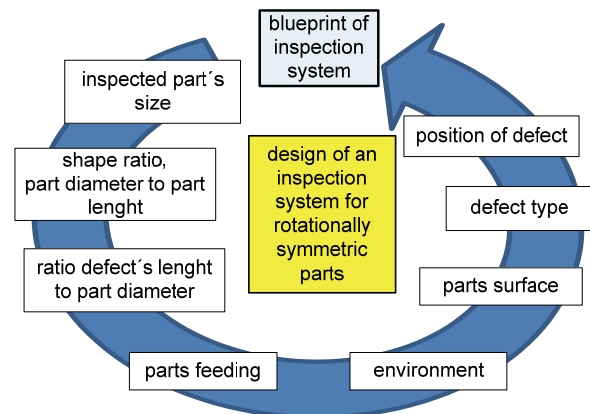 blueprint of
inspection
system
inspected part´s
size
shape ratio,
part diameter to part
lenght
ratio defect´s lenght
to part diameter
parts feeding
environment
parts surface
defect type
position of defect
design of an
inspection
system for
rotationally
symmetric
parts